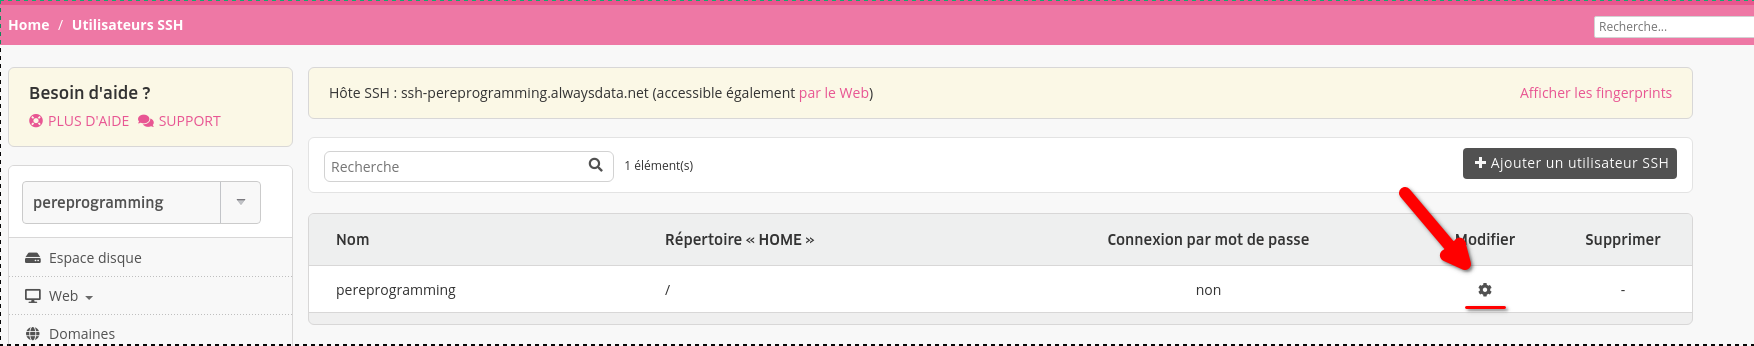 Home / Utilisateurs SSH
Recherche...
Besoin d'aide ?
PLUS D'AIDE SUPPORT
Hôte SSH : ssh-pereprogramming.alwaysdata.net (accessible également par le Web)
Afficher les fingerprints
Recherche
1 élément(s)
Ajouter un utilisateur SSH
pereprogramming
Espace disque
Web
Domaines
Nom Répertoire « HOME » Connexion par mot de passe Modifier Supprimer
pereprogramming / non -